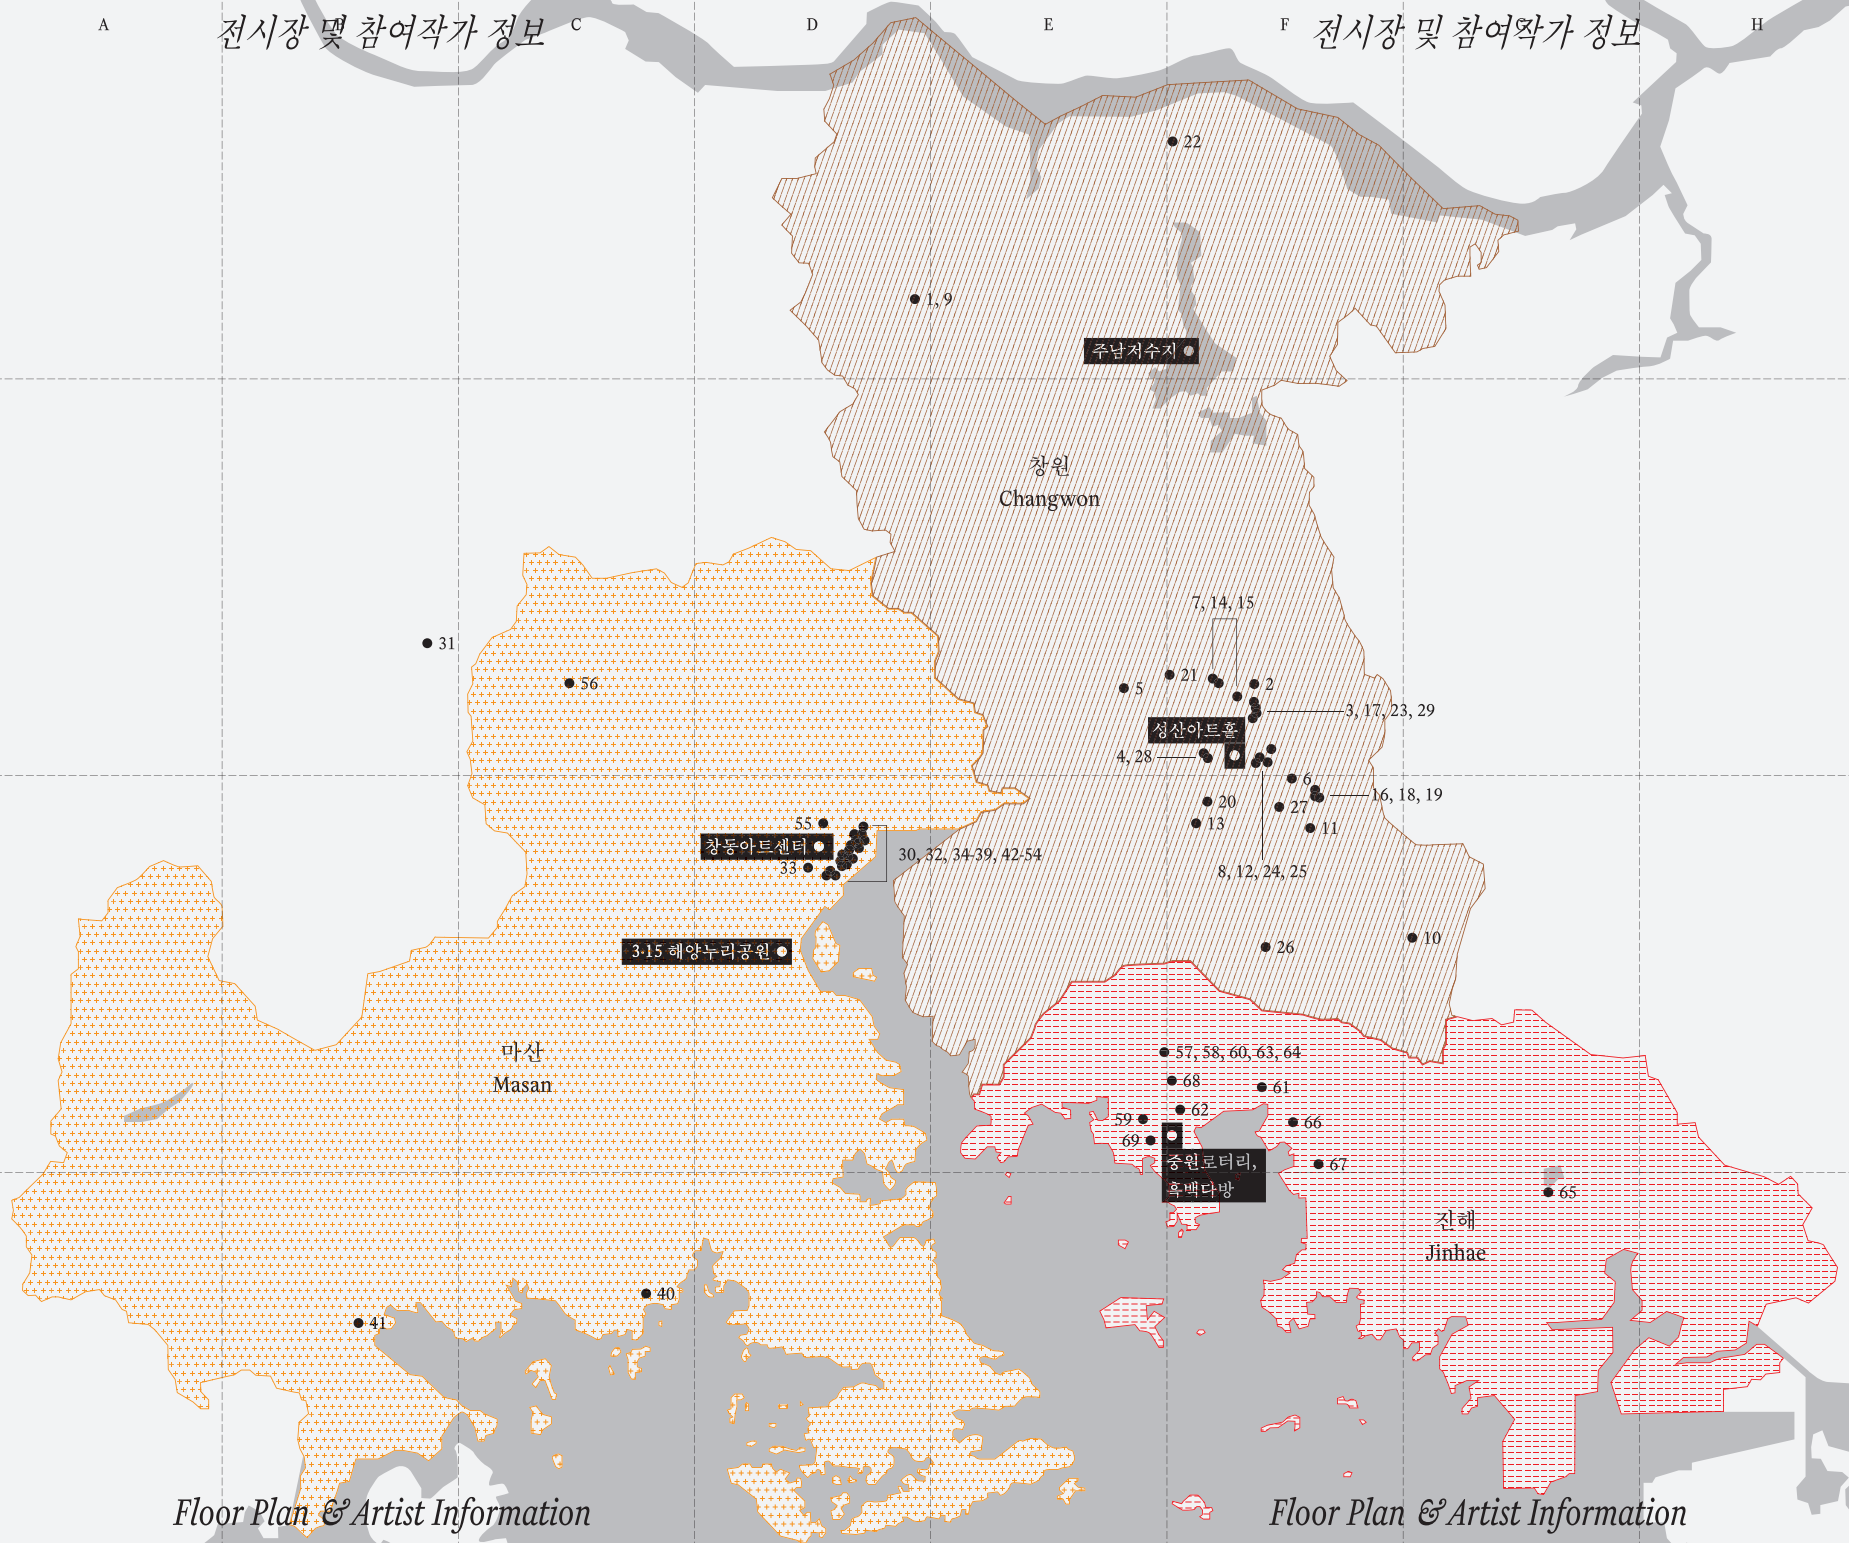 A
B
C
D
E
F
G
H
전시장 및 참여작가 정보
전시장 및 참여작가 정보
22
1, 9
주남저수지
창원
Changwon
7, 14, 15
31
56
5
21
2
3, 17, 23, 29
성산아트홀
4, 28
6
16, 18, 19
20
27
13
11
55
창동아트센터
30, 32, 34-39, 42-54
33
8, 12, 24, 25
3·15 해양누리공원
26
10
마산
Masan
57, 58, 60, 63, 64
68
61
62
59
66
69
중원로터리,
흑백다방
67
65
진해
Jinhae
40
41
Floor Plan & Artist Information
Floor Plan & Artist Information